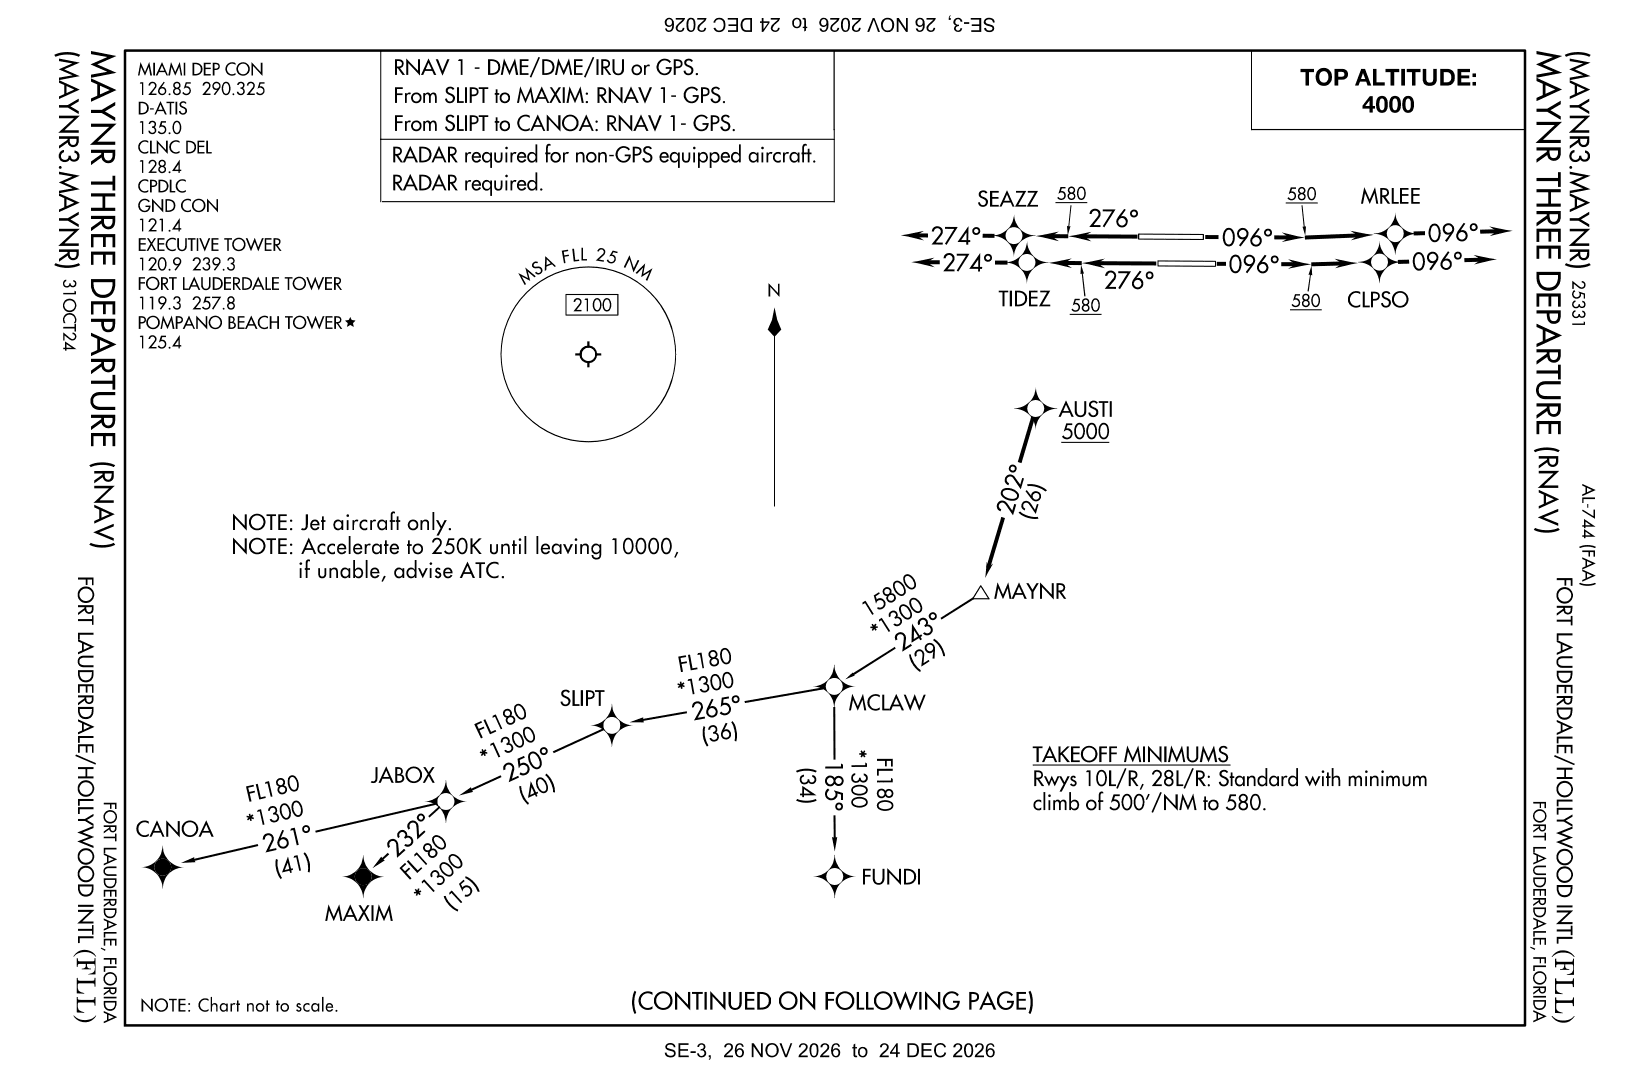 SE-3, 26 NOV 2026 to 24 DEC 2026
(MAYNR3.MAYNR) 31OCT24
MAYNR THREE DEPARTURE (RNAV)
FORT LAUDERDALE/HOLLYWOOD INTL (FLL)
FORT LAUDERDALE, FLORIDA
MIAMI DEP CON
126.85 290.325
D-ATIS
135.0
CLNC DEL
128.4
CPDLC
GND CON
121.4
EXECUTIVE TOWER
120.9 239.3
FORT LAUDERDALE TOWER
119.3 257.8
POMPANO BEACH TOWER★
125.4
RNAV 1 - DME/DME/IRU or GPS.
From SLIPT to MAXIM: RNAV 1- GPS.
From SLIPT to CANOA: RNAV 1- GPS.
RADAR required for non-GPS equipped aircraft.
RADAR required.
TOP ALTITUDE:
4000
MSA FLL 25 NM
2100
N
SEAZZ
580
276°
274°
096°
580
MRLEE
096°
274°
TIDEZ
580
276°
096°
580
CLPSO
096°
AUSTI
5000
202°
(26)
MAYNR
NOTE: Jet aircraft only.
NOTE: Accelerate to 250K until leaving 10000,
if unable, advise ATC.
15800
*1300
243°
(29)
MCLAW
FL180
*1300
265°
(36)
SLIPT
FL180
*1300
250°
(40)
JABOX
FL180
*1300
261°
(41)
CANOA
232°
FL180
*1300
(15)
MAXIM
FL180
*1300
185°
(34)
FUNDI
TAKEOFF MINIMUMS
Rwys 10L/R, 28L/R: Standard with minimum
climb of 500'/NM to 580.
NOTE: Chart not to scale.
(CONTINUED ON FOLLOWING PAGE)
(MAYNR3.MAYNR) 25331
MAYNR THREE DEPARTURE (RNAV)
AL-744 (FAA)
FORT LAUDERDALE/HOLLYWOOD INTL (FLL)
FORT LAUDERDALE, FLORIDA
SE-3, 26 NOV 2026 to 24 DEC 2026